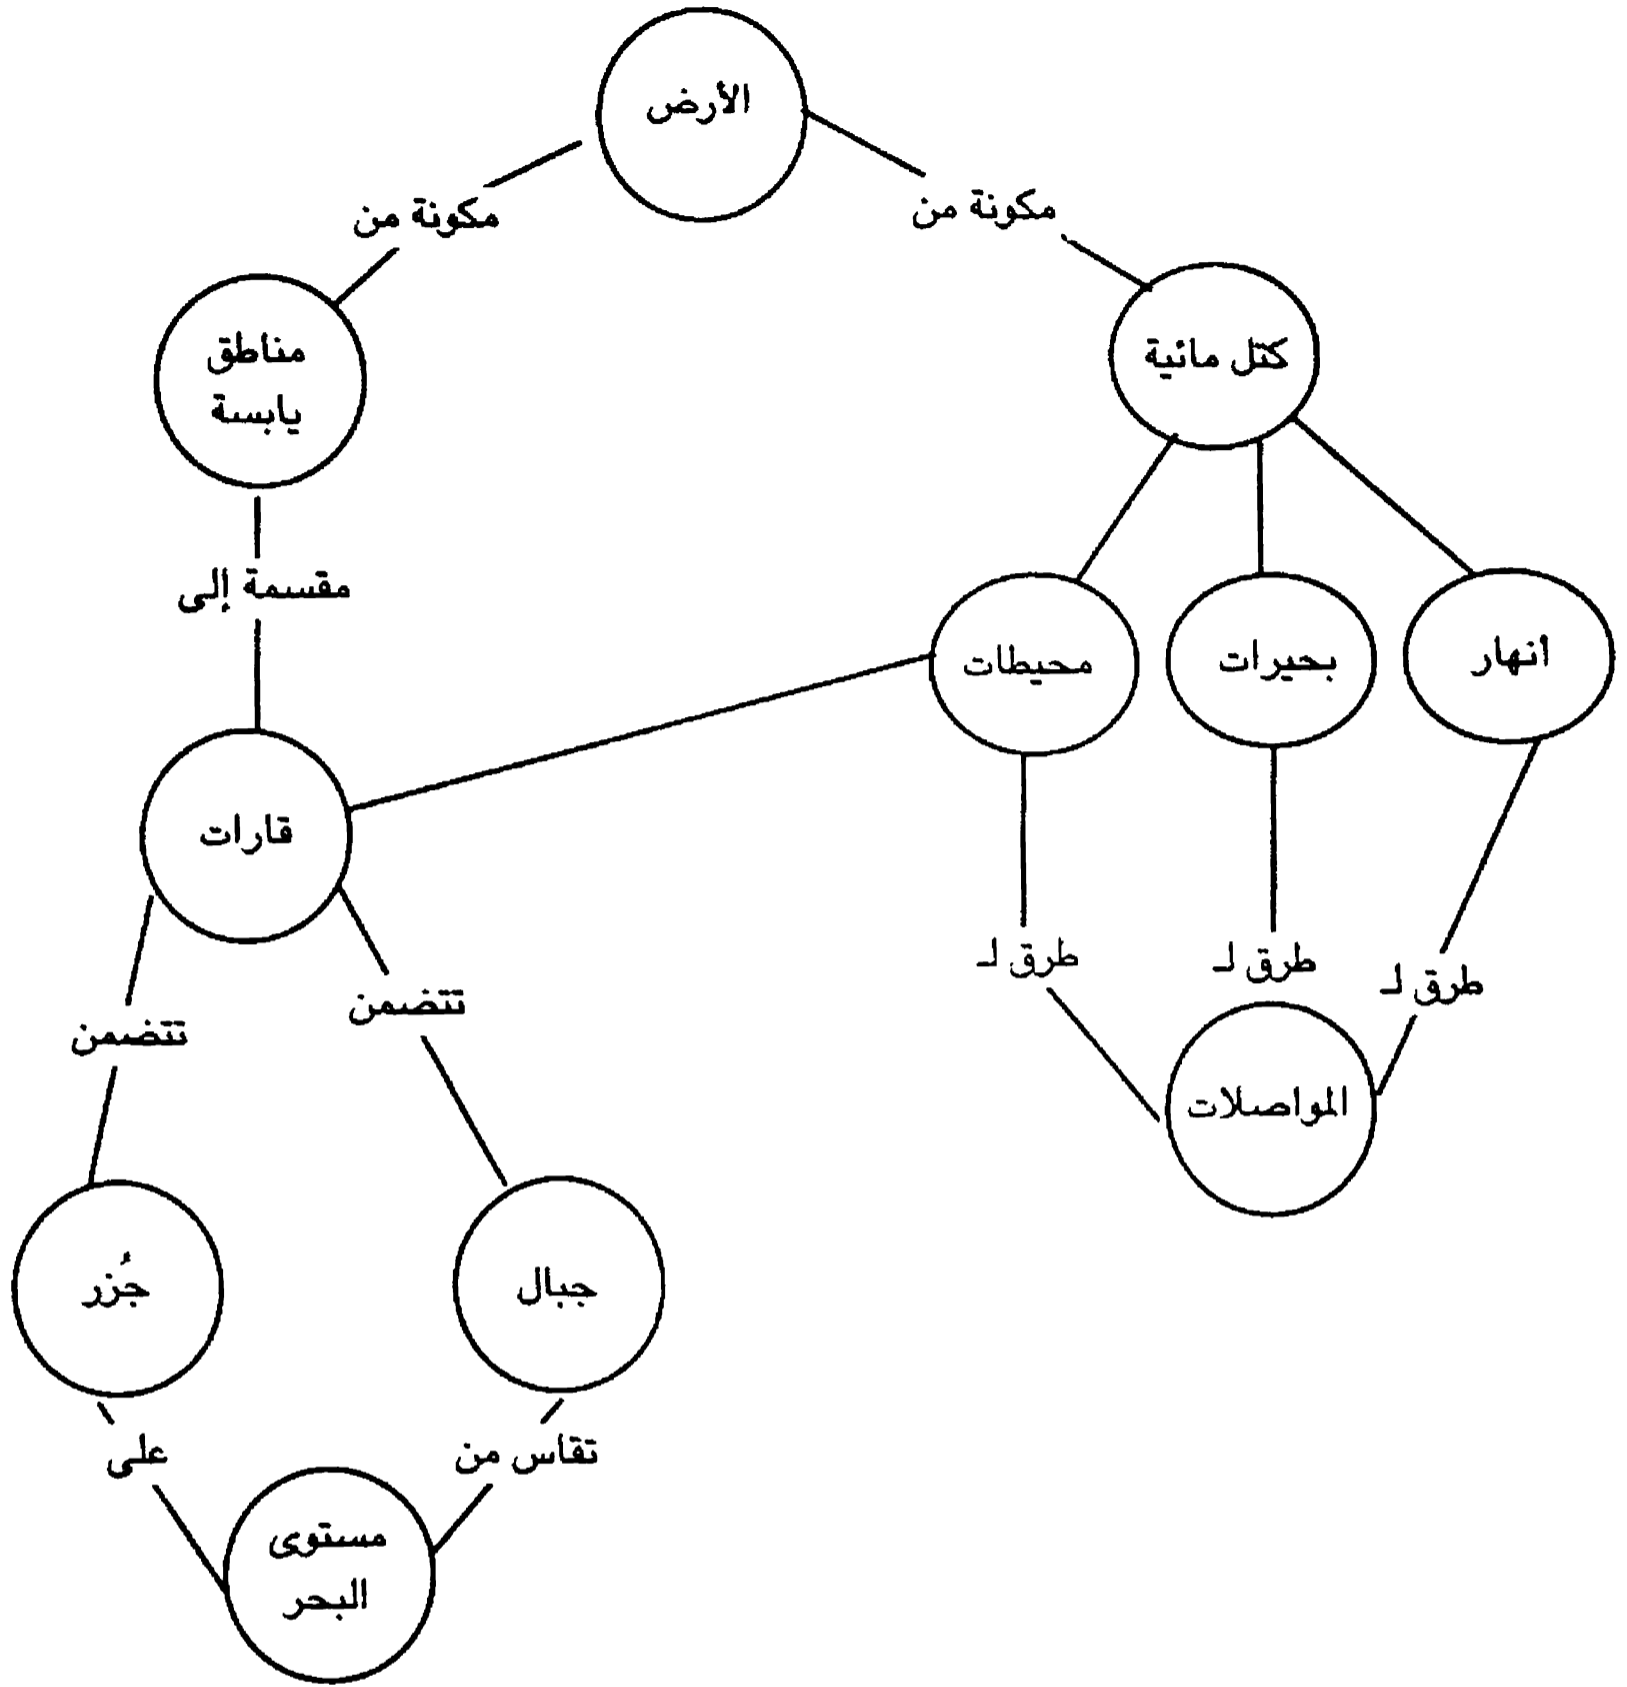 الأرض
مكونة من
مكونة من
كتل مائية
مناطق
يابسة
مقسمة إلى
أنهار
بحيرات
محيطات
قارات
طرق لـ
طرق لـ
طرق لـ
تتضمن
تتضمن
المواصلات
جبال
جُزر
تقاس من
على
مستوى
البحر